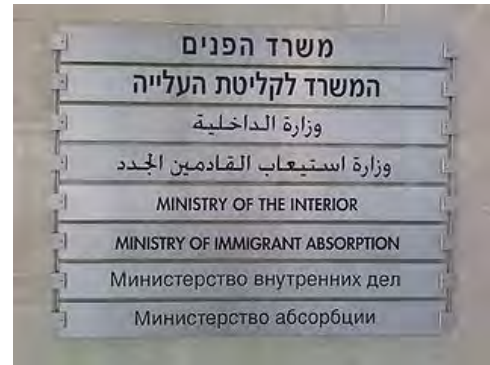 משרד הפנים
המשרד לקליטת העלייה
وزارة الداخلية
وزارة استيعاب القادمين الجدد
MINISTRY OF THE INTERIOR
MINISTRY OF IMMIGRANT ABSORPTION
Министерство внутренних дел
Министерство абсорбции